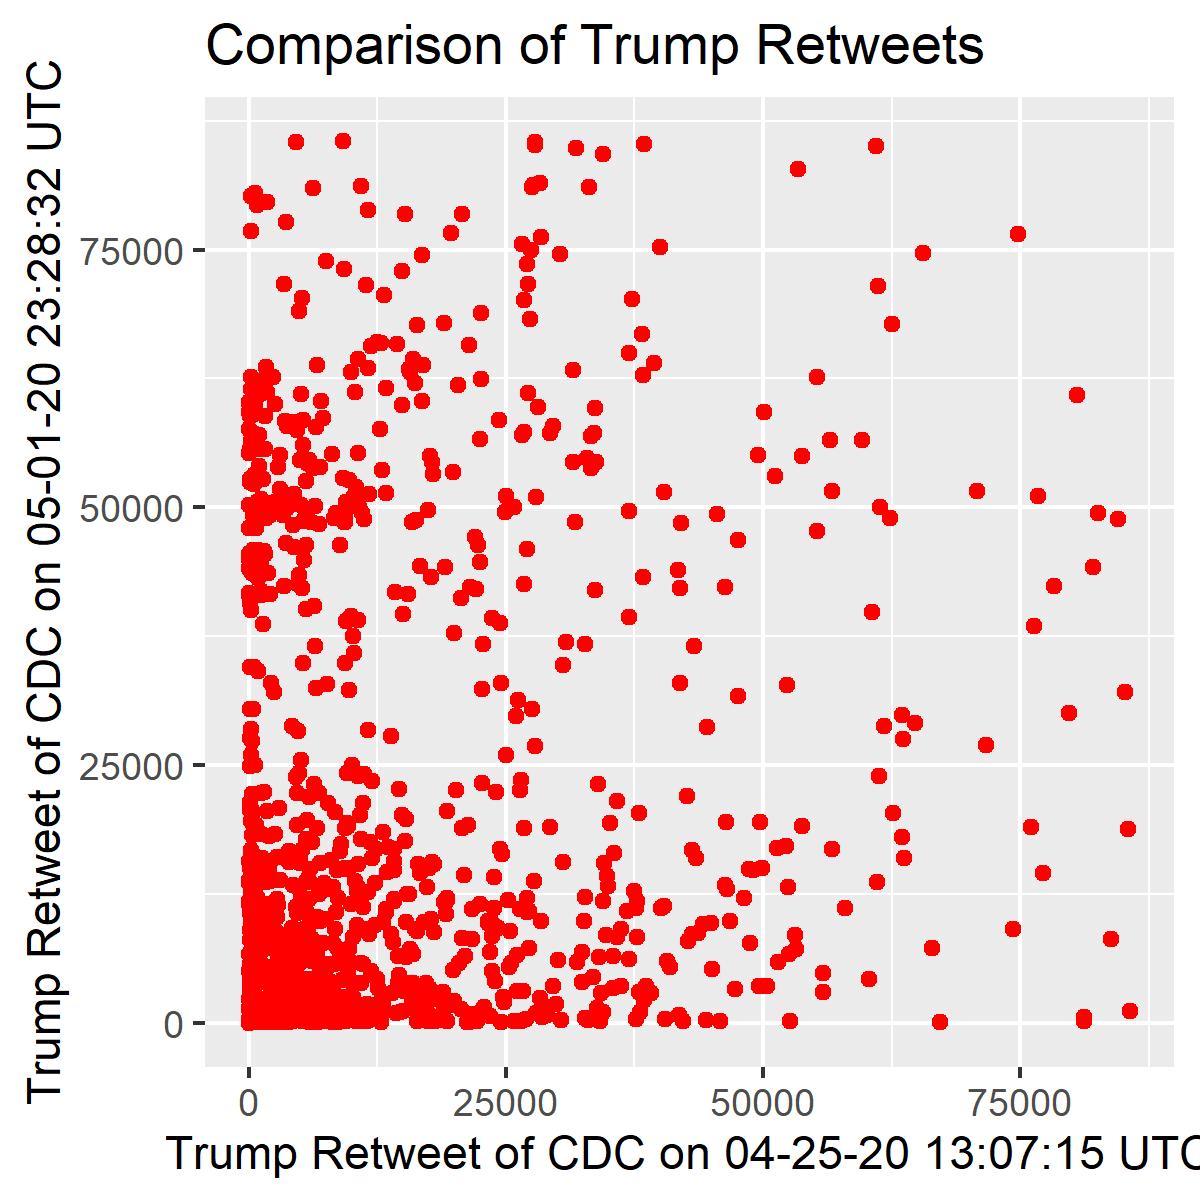 Comparison of Trump Retweets
Trump Retweet of CDC on 05-01-20 23:28:32 UTC
75000
50000
25000
0
0
25000
50000
75000
Trump Retweet of CDC on 04-25-20 13:07:15 UTC